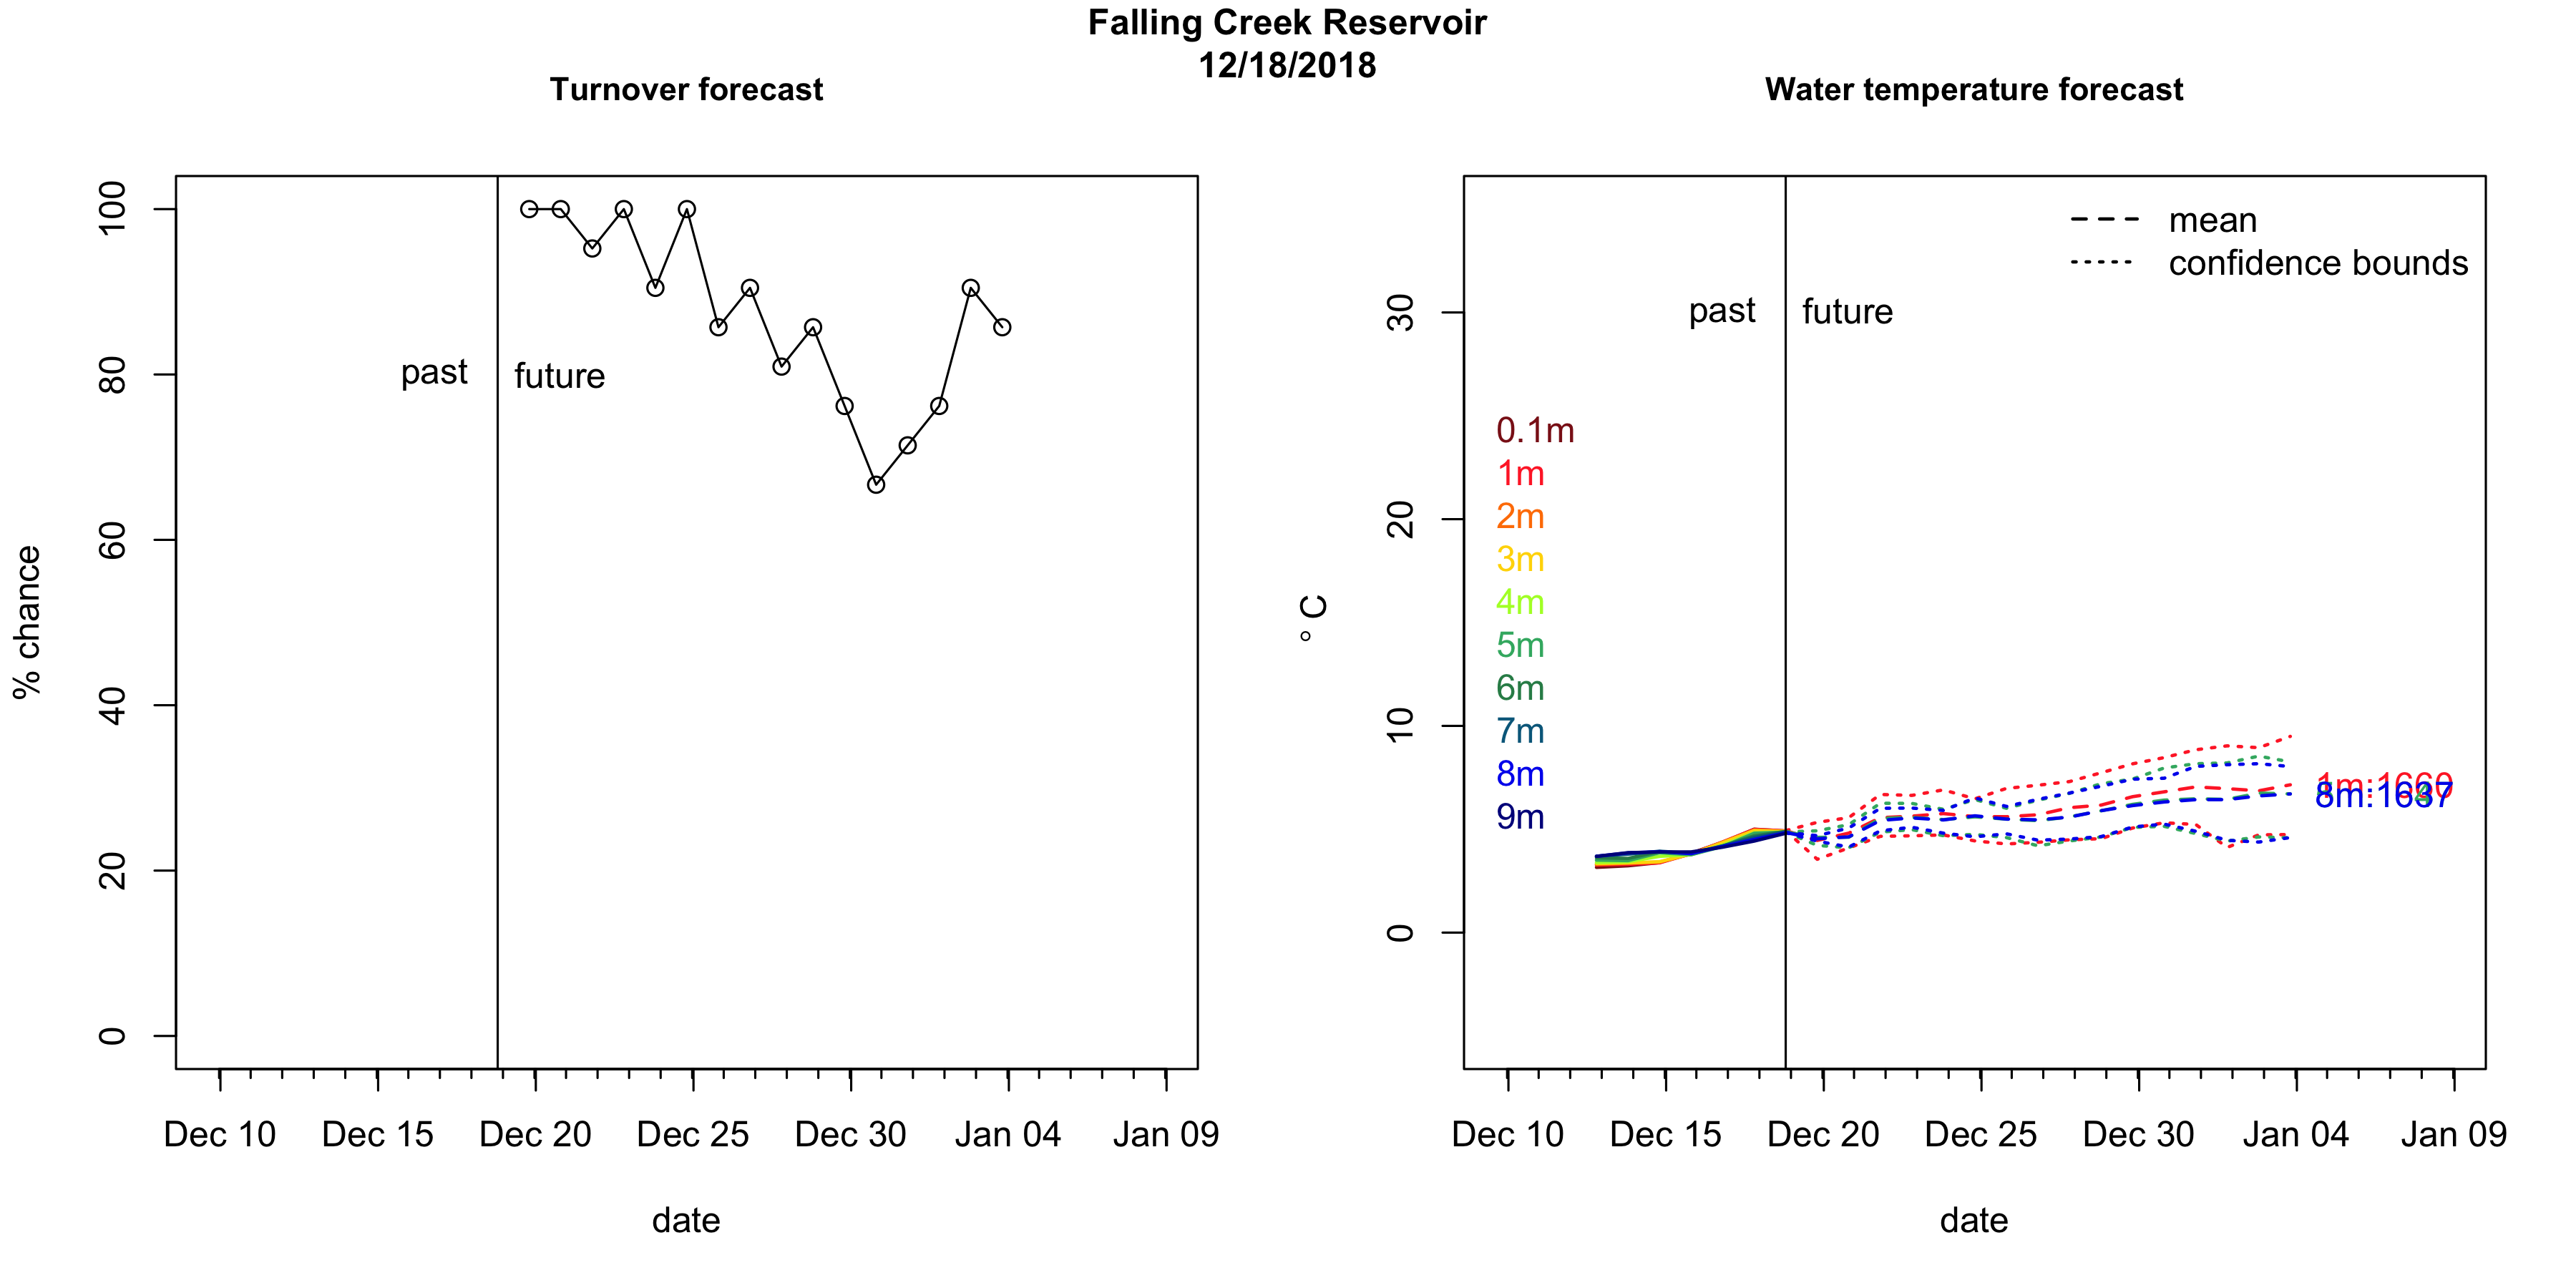 Falling Creek Reservoir
12/18/2018
Turnover forecast
% chance
100
80
60
40
20
0
past
future
Dec 10
Dec 15
Dec 20
Dec 25
Dec 30
Jan 04
Jan 09
date
Water temperature forecast
° C
30
20
10
0
mean
confidence bounds
past
future
0.1m
1m
2m
3m
4m
5m
6m
7m
8m
9m
Dec 10
Dec 15
Dec 20
Dec 25
Dec 30
Jan 04
Jan 09
date